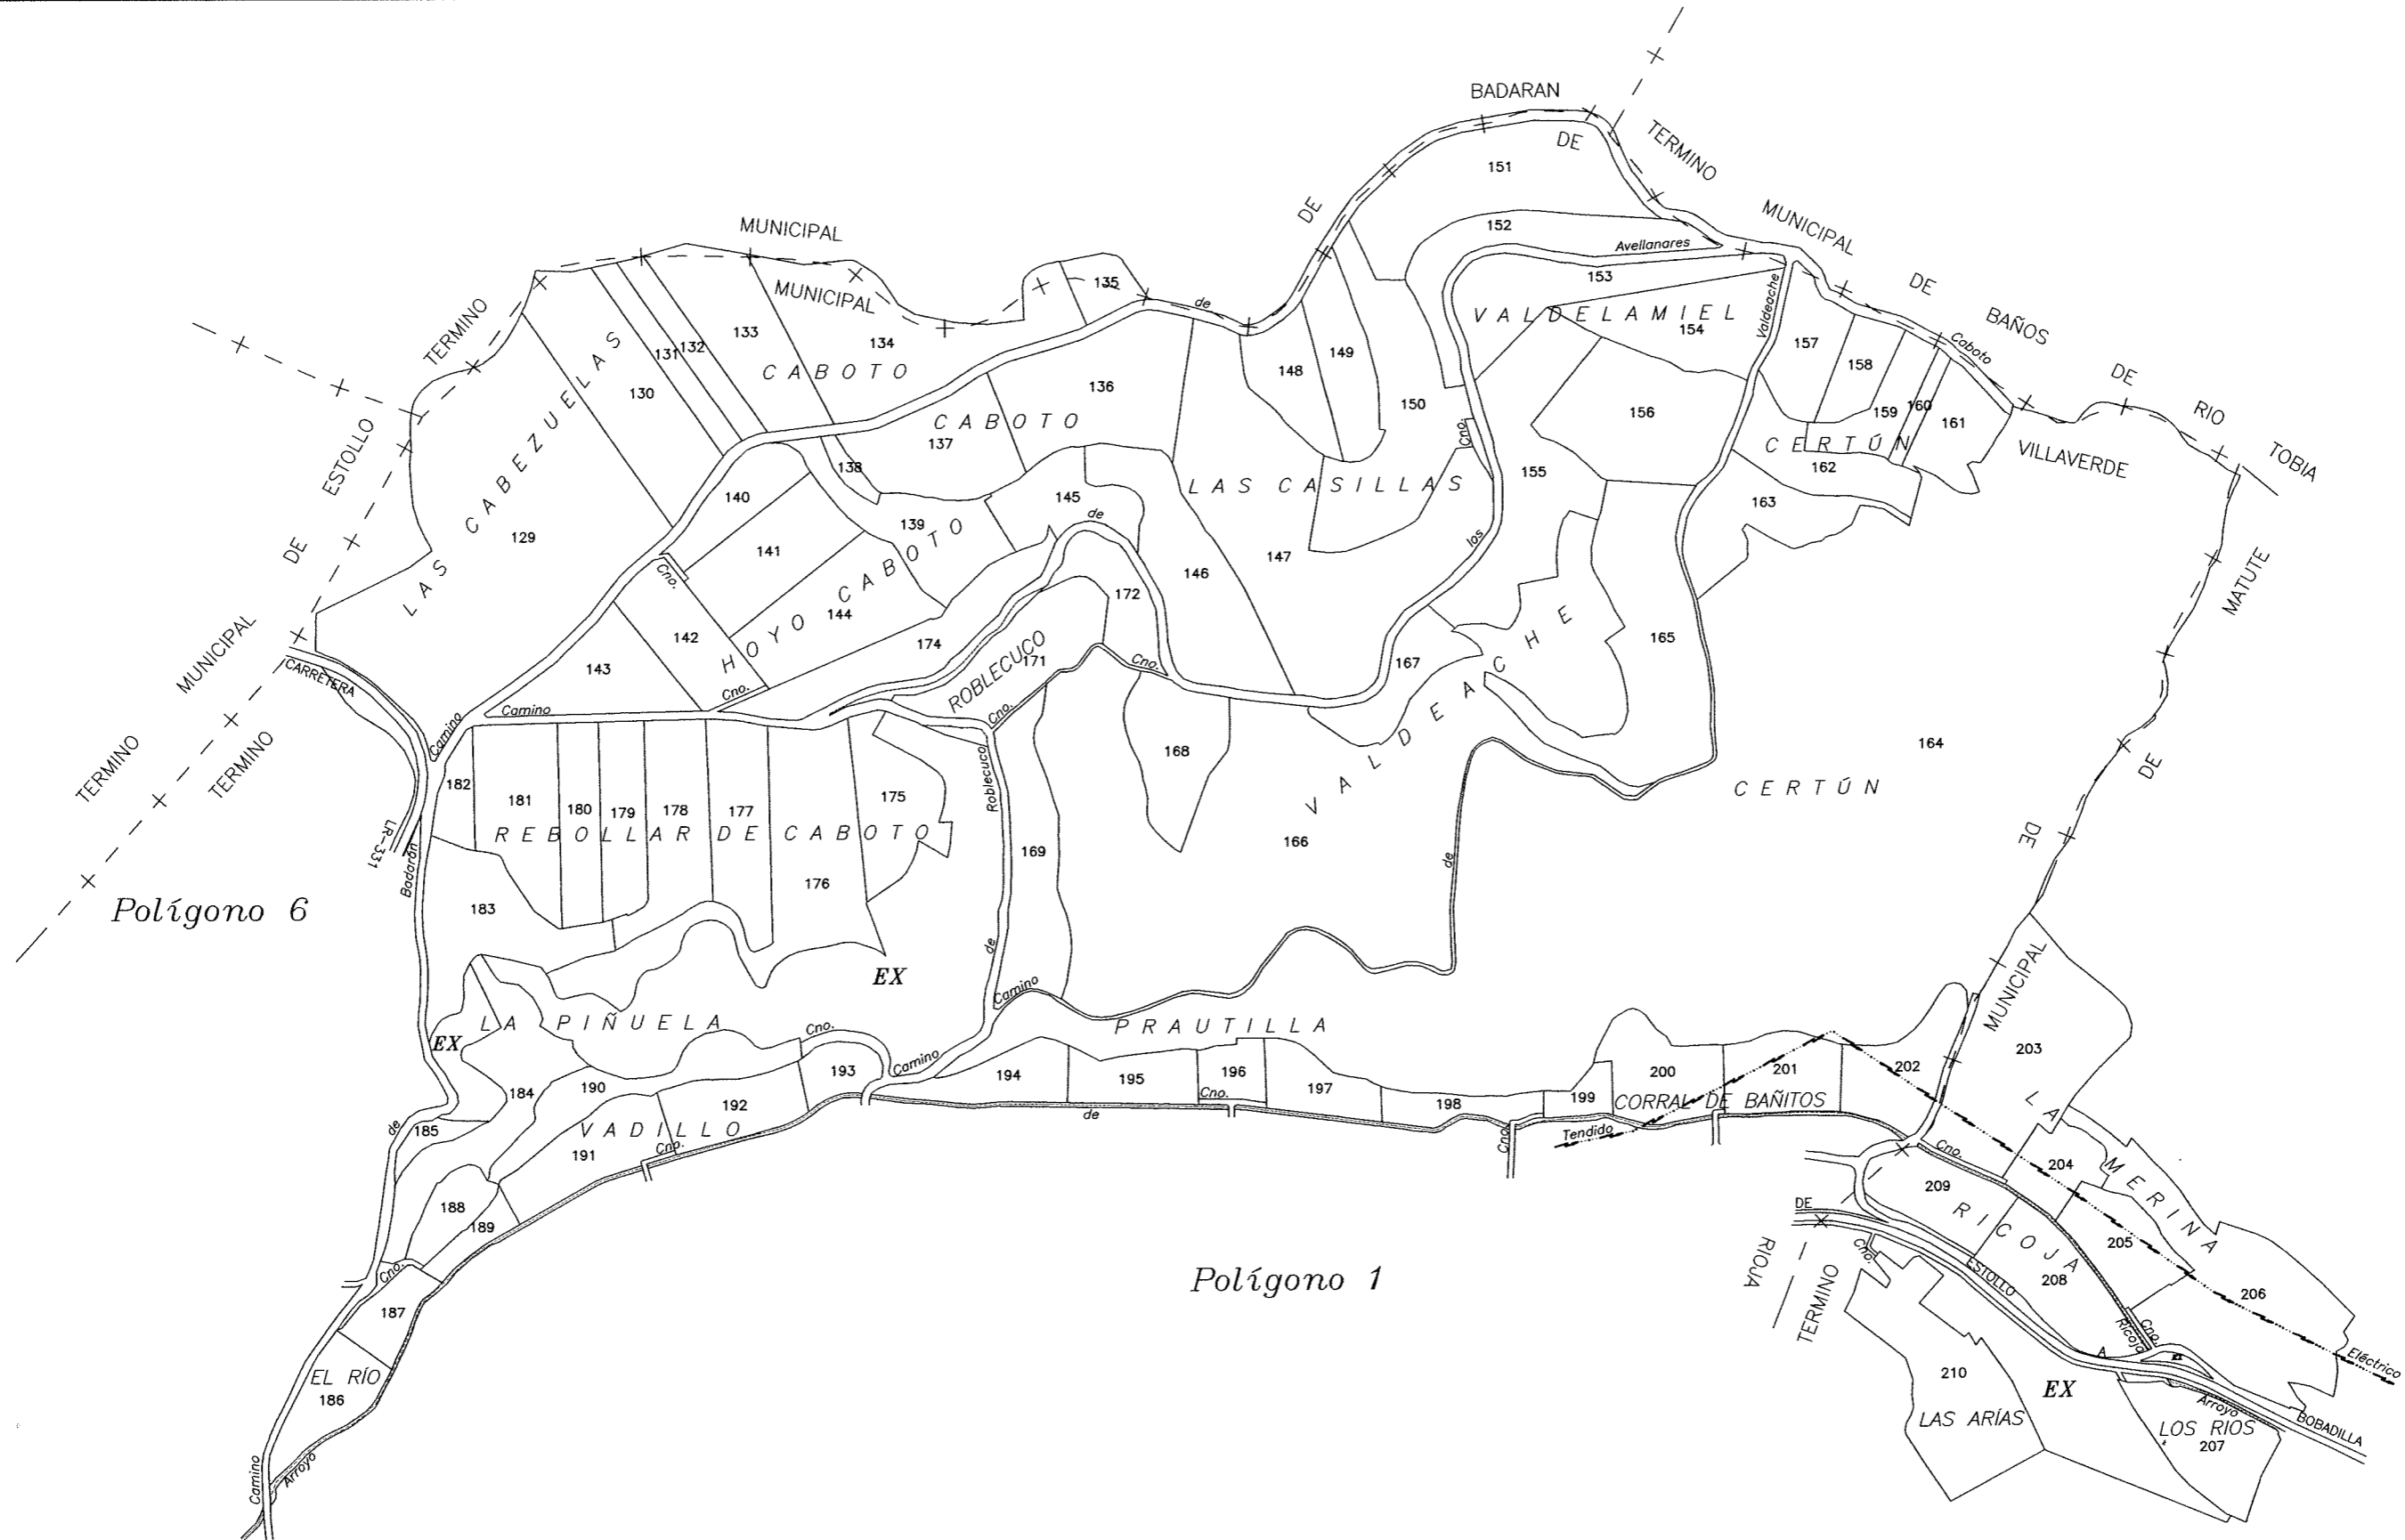 BADARAN
DE
TERMINO
151
MUNICIPAL
DE
152
MUNICIPAL
Avellanares
DE
135
153
BAÑOS
MUNICIPAL
de
Valdeache
VALDELAMIEL
154
TERMINO
133
134
131
132
149
157
Caboto
148
158
DE
CABOTO
136
130
150
156
159
160
161
RIO
CABOTO
137
Cno.
CERTÚN
VILLAVERDE
TOBIA
ESTOLLO
138
155
162
DE
LAS CABEZUELAS
140
145
LAS CASILLAS
163
129
139
de
141
147
los
Cno.
146
172
MATUTE
HOYO CABOTO
144
142
174
165
MUNICIPAL
143
ROBLECUCO
171
Cno.
167
CARRETERA
Cno.
Camino
Cno.
VALDEACHE
Camino
168
164
TERMINO
TERMINO
Roblecuco
DE
182
181
180
179
178
177
175
CERTÚN
REBOLLAR DE CABOTO
LR-331
DE
Badarán
169
166
de
176
183
Polígono 6
de
EX
MUNICIPAL
Camino
LA PIÑUELA
Cno.
PRAUTILLA
EX
203
Camino
193
194
195
196
197
200
201
202
190
184
Cno.
198
199
CORRAL DE BAÑITOS
192
de
LA MERINA
185
de
VADILLO
Tendido
Cno.
191
Cno.
Cno.
204
209
188
DE
189
RICOJA
205
RIOJA
Cno.
Cno.
Polígono 1
TERMINO
ESTOLLO
208
206
187
Ricoja
Cno.
A
Eléctrico
EL RÍO
186
210
EX
Arroyo
LAS ARÍAS
LOS RIOS
BOBADILLA
207
Camino
Arroyo